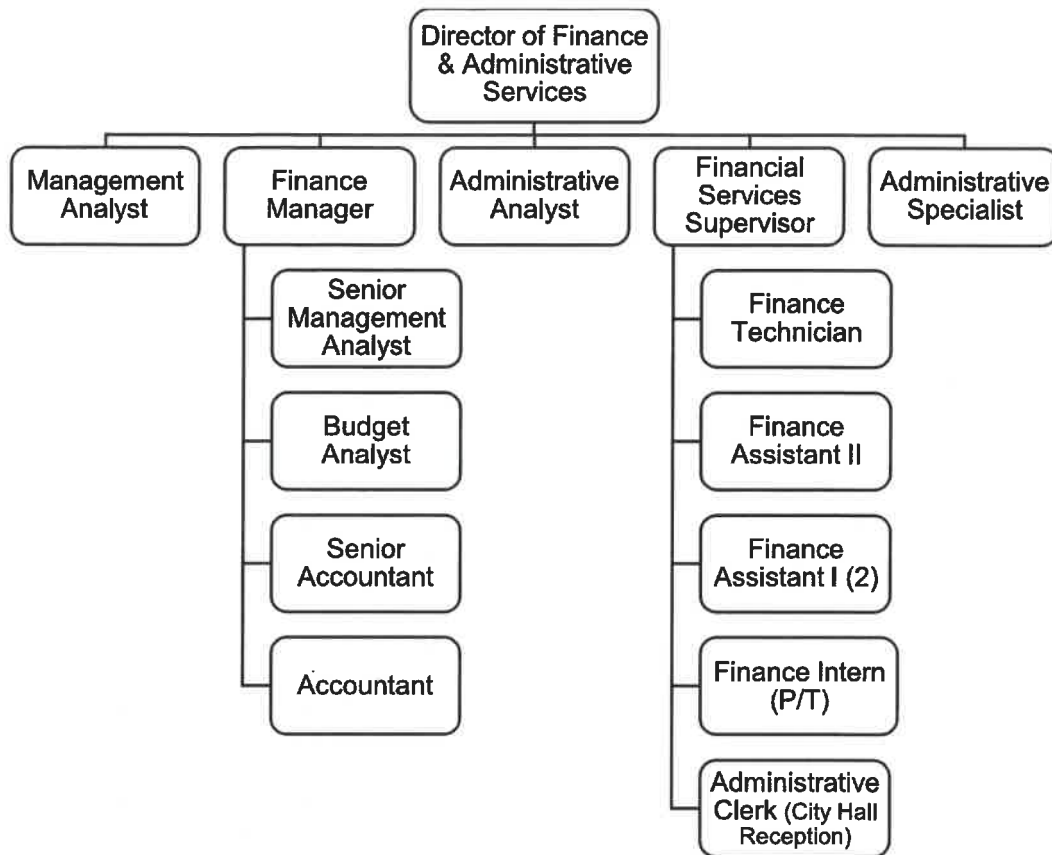 Director of Finance
& Administrative
Services
Management
Analyst
Finance
Manager
Administrative
Analyst
Financial
Services
Supervisor
Administrative
Specialist
Senior
Management
Analyst
Budget
Analyst
Senior
Accountant
Accountant
Finance
Technician
Finance
Assistant II
Finance
Assistant I (2)
Finance Intern
(P/T)
Administrative
Clerk (City Hall
Reception)